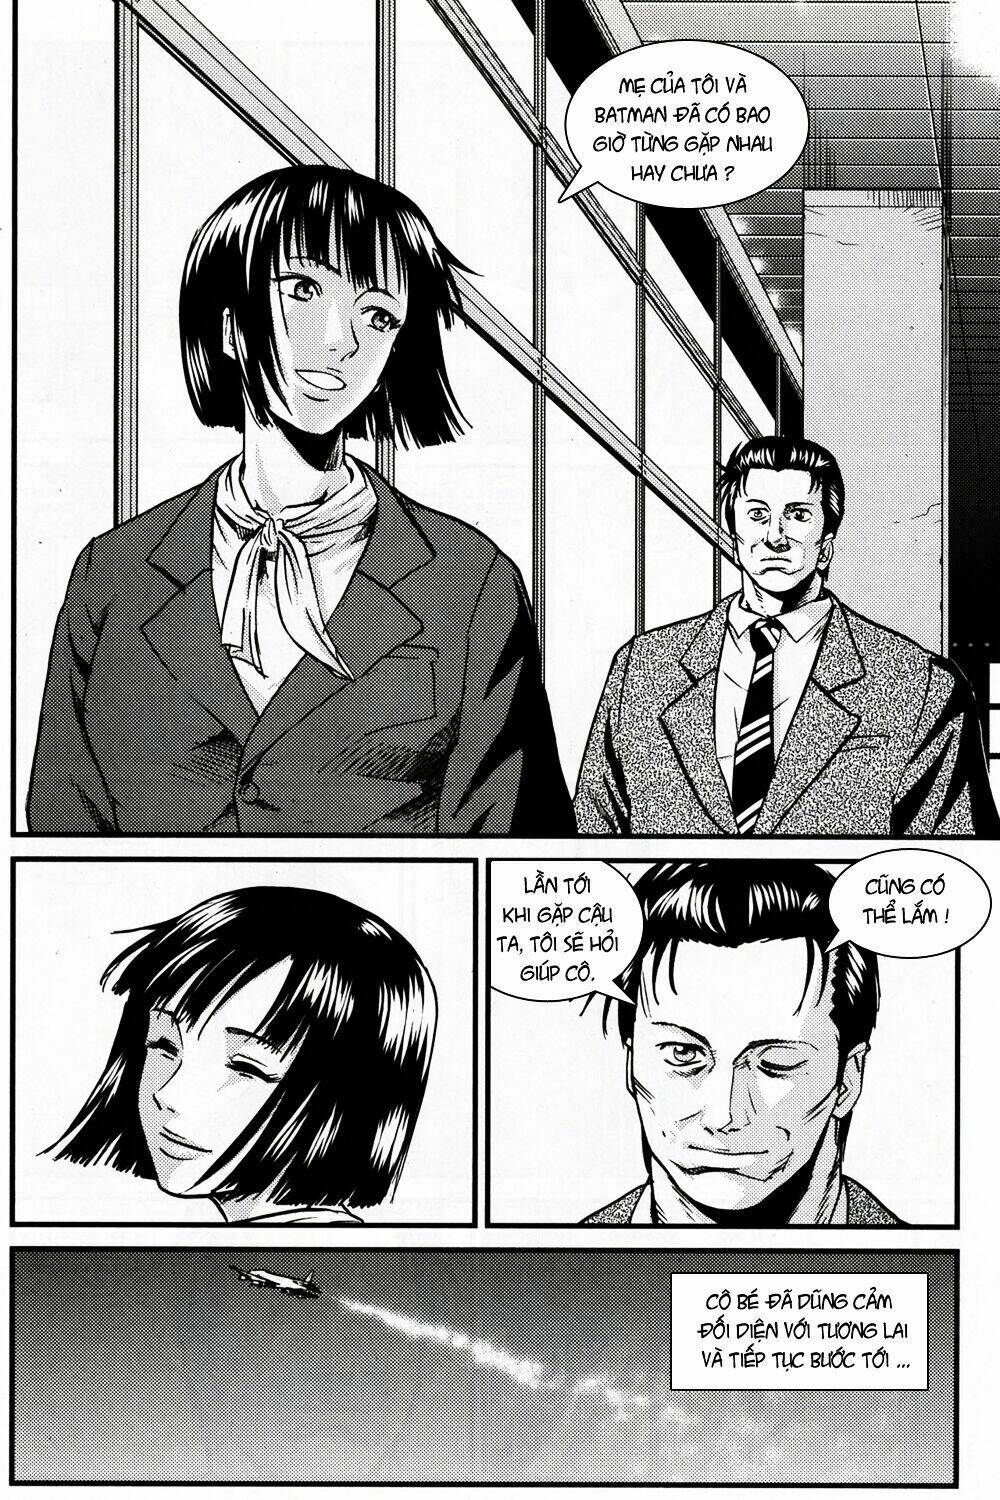 MẸ CỦA TÔI VÀ
BATMAN ĐÃ CÓ BAO
GIỜ TỪNG GẶP NHAU
HAY CHƯA ?
LẦN TỚI
KHI GẶP CẬU
TA, TÔI SẼ HỎI
GIÚP CÔ.
CŨNG CÓ
THỂ LẮM !
CÔ BÉ ĐÃ DŨNG CẢM
ĐỐI DIỆN VỚI TƯƠNG LAI
VÀ TIẾP TỤC BƯỚC TỚI ...